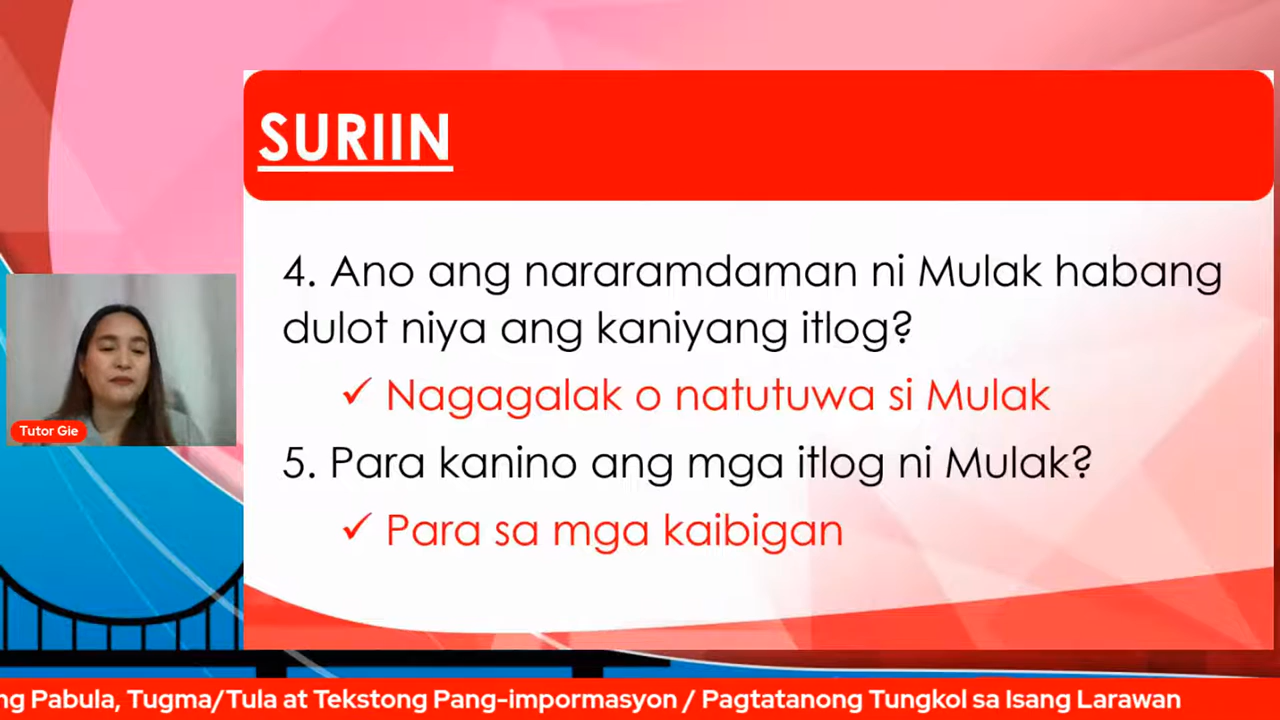 SURIIN
4. Ano ang nararamdaman ni Mulak habang
dulot niya ang kaniyang itlog?
✓ Nagagalak o natutuwa si Mulak
5. Para kanino ang mga itlog ni Mulak?
✓ Para sa mga kaibigan
Tutor Gie
ng Pabula, Tugma/Tula at Tekstong Pang-impormasyon / Pagtatanong Tungkol sa Isang Larawan